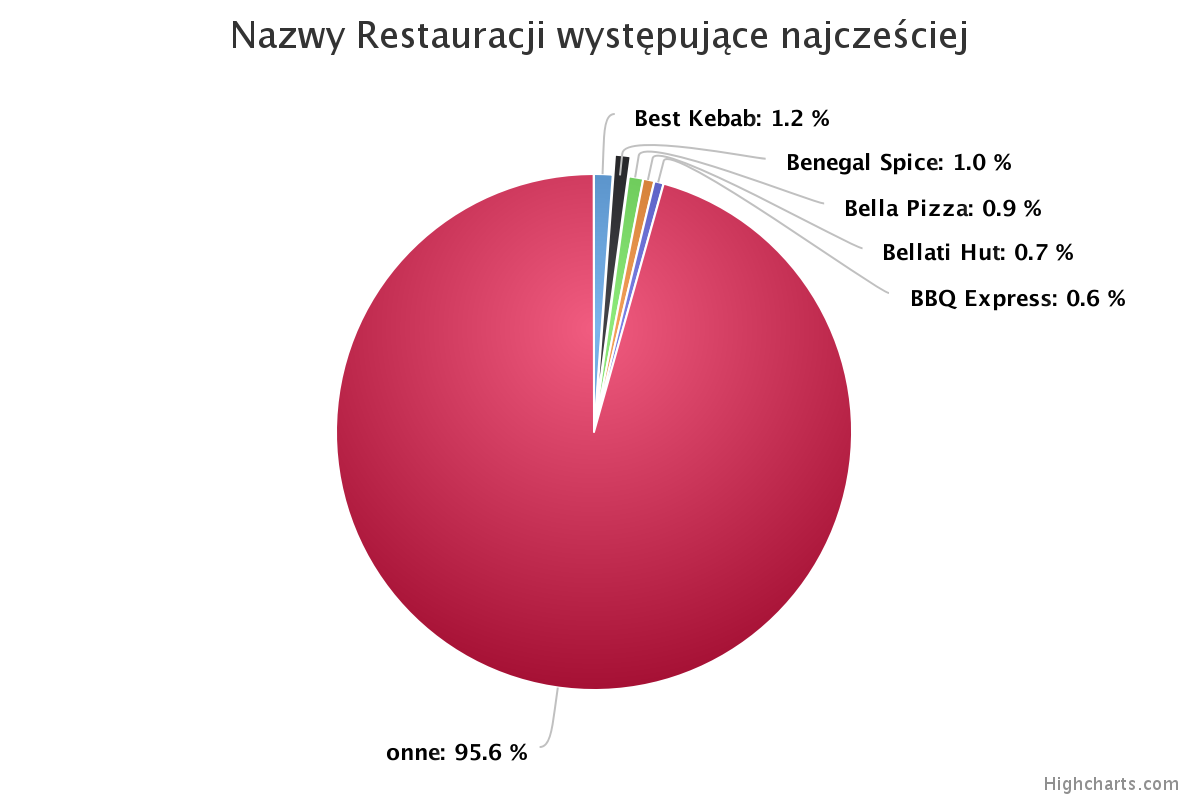 Nazwy Restauracji występujące najcześciej
Best Kebab: 1.2 %
Benegal Spice: 1.0 %
Bella Pizza: 0.9 %
Bellati Hut: 0.7 %
BBQ Express: 0.6 %
onne: 95.6 %
Highcharts.com